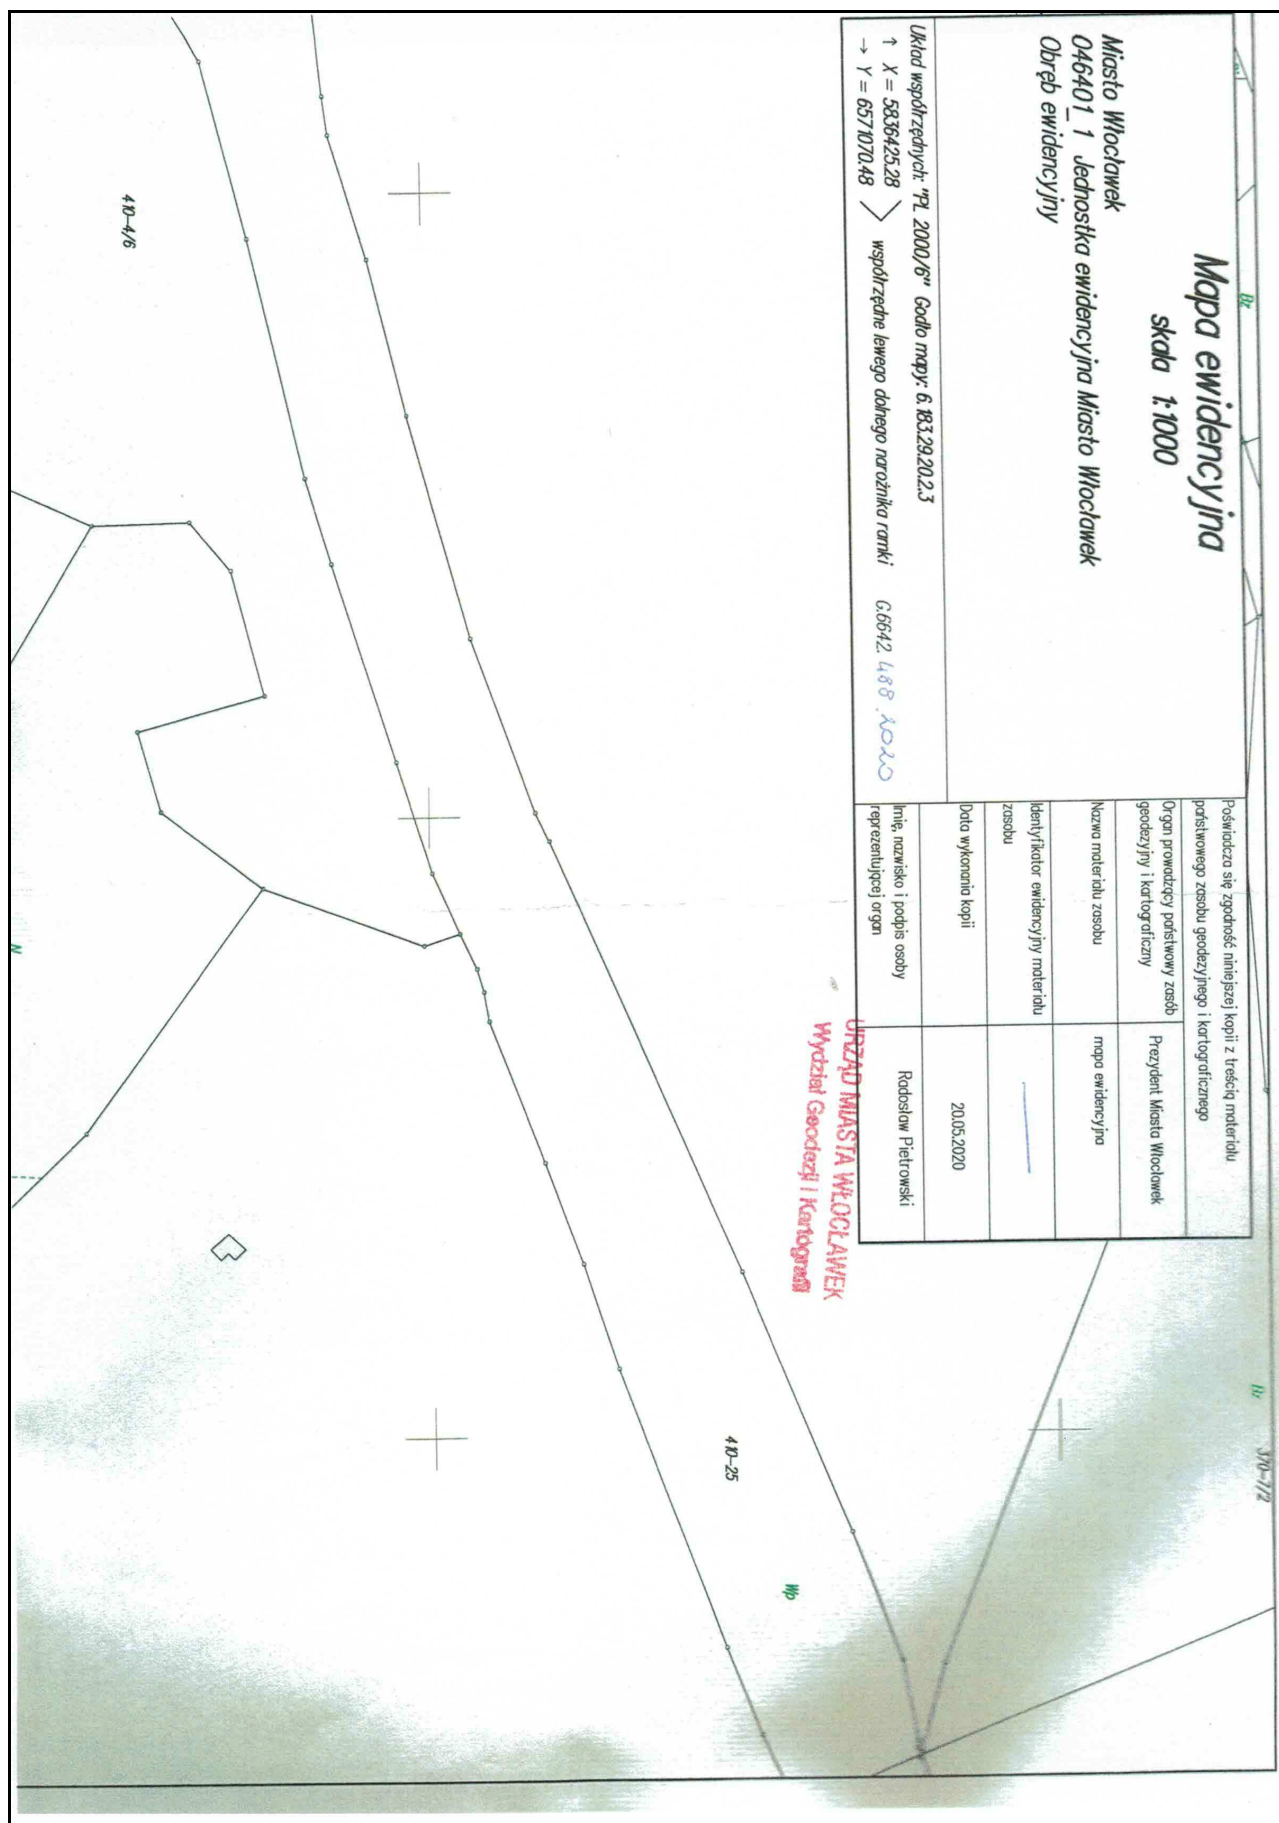 Mapa ewidencyjna
skala 1:1000
Miasto Włocławek
046401_1 Jednostka ewidencyjna Miasto Włocławek
Obręb ewidencyjny
Układ współrzędnych: "PL 2000/6" Godło mapy: 6.183.29.20.2.3
↑ X = 5836425.28
→ Y = 6571070.48
współrzędne lewego dolnego narożnika ramki G.6642. 488 .2020
Poświadcza się zgodność niniejszej kopii z treścią materiału
państwowego zasobu geodezyjnego i kartograficznego
Organ prowadzący państwowy zasób
geodezyjny i kartograficzny
Prezydent Miasta Włocławek
Nazwa materiału zasobu
mapa ewidencyjna
Identyfikator ewidencyjny materiału
zasobu
Data wykonania kopii
20.05.2020
Imię, nazwisko i podpis osoby
reprezentującej organ
Radosław Pietrowski
URZĄD MIASTA WŁOCŁAWEK
Wydział Geodezji i Kartografii
Bz
Bz
370-7/2
410-4/6
410-25
Wp
N